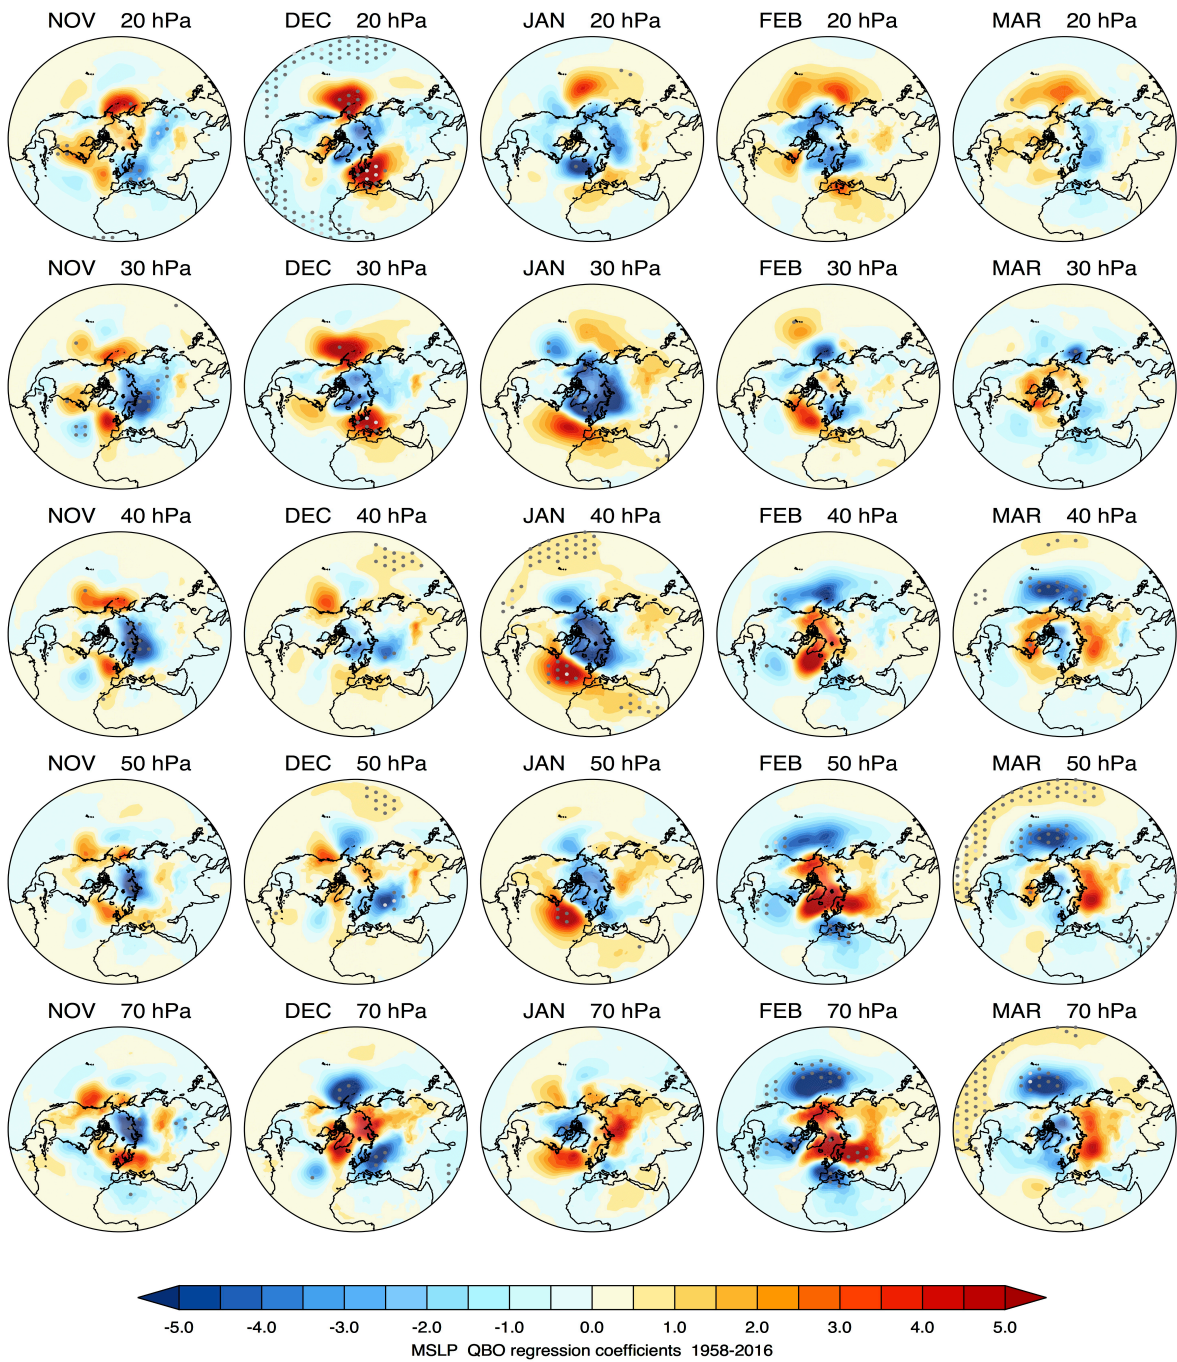 NOV 20 hPa DEC 20 hPa JAN 20 hPa FEB 20 hPa MAR 20 hPa
NOV 30 hPa DEC 30 hPa JAN 30 hPa FEB 30 hPa MAR 30 hPa
NOV 40 hPa DEC 40 hPa JAN 40 hPa FEB 40 hPa MAR 40 hPa
NOV 50 hPa DEC 50 hPa JAN 50 hPa FEB 50 hPa MAR 50 hPa
NOV 70 hPa DEC 70 hPa JAN 70 hPa FEB 70 hPa MAR 70 hPa
-5.0 -4.0 -3.0 -2.0 -1.0 0.0 1.0 2.0 3.0 4.0 5.0
MSLP QBO regression coefficients 1958-2016